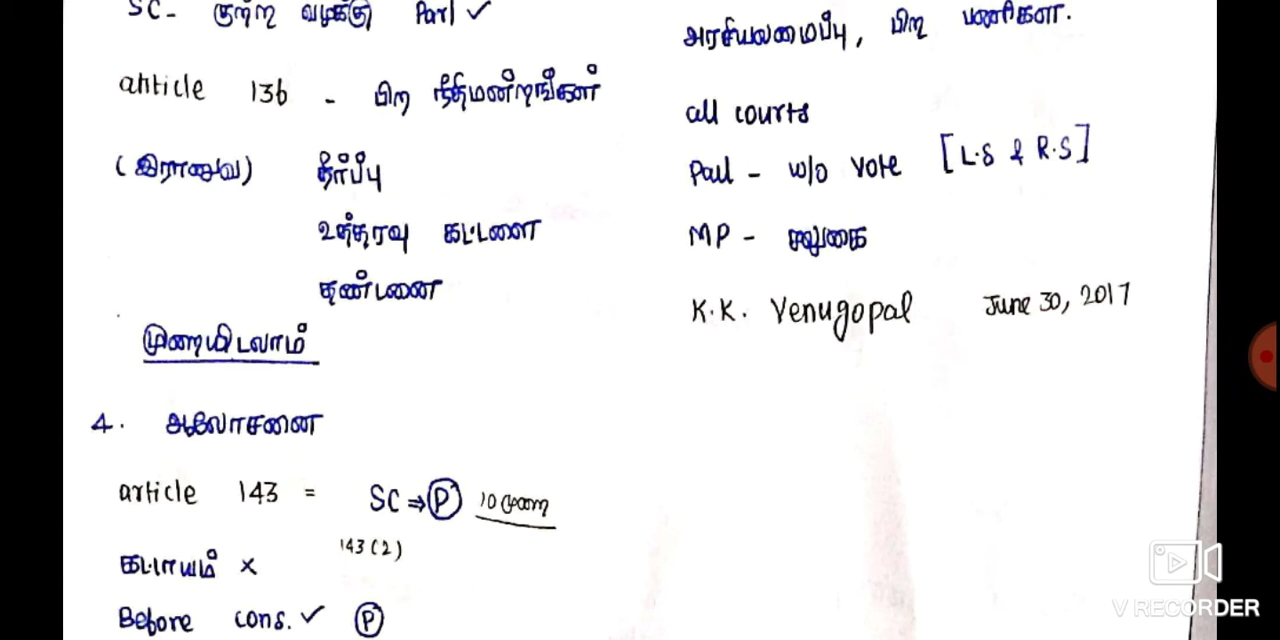 SC - குற்ற வழக்கு Parl ✓
article 136 - பிற நீதிமன்றங்கள்
(இராணுவ) தீர்ப்பு
உத்தரவு கட்டளை
தண்டனை
முறையிடலாம்
4. ஆலோசனை
article 143 = SC ⇒ Ⓟ 10 முறை
143 (2)
கட்டாயம் ×
Before cons. ✓ Ⓟ
அரசியலமைப்பு, பிற பணிகள்.
all courts
Parl - w/o vote [L.S & R.S]
MP - சலுகை
K.K. Venugopal June 30, 2017
V RECORDER